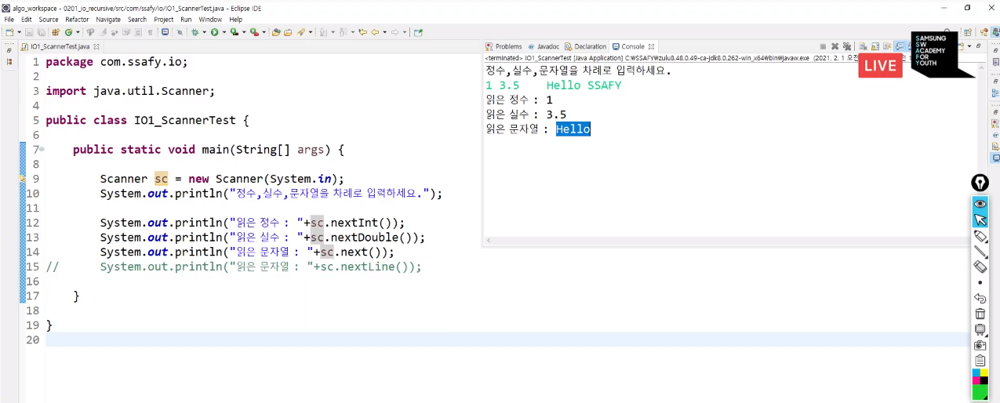 algo_workspace - 0201_io_recursive/src/com/ssafy/io/IO1_ScannerTest.java - Eclipse IDE
File Edit Source Refactor Navigate Search Project Run Window Help
IO1_ScannerTest.java
1 package com.ssafy.io;
2
3 import java.util.Scanner;
4
5 public class IO1_ScannerTest {
6
7 public static void main(String[] args) {
8
9 Scanner sc = new Scanner(System.in);
10 System.out.println("정수,실수,문자열을 차례로 입력하세요.");
11
12 System.out.println("읽은 정수 : "+sc.nextInt());
13 System.out.println("읽은 실수 : "+sc.nextDouble());
14 System.out.println("읽은 문자열 : "+sc.next());
15 // System.out.println("읽은 문자열 : "+sc.nextLine());
16
17 }
18
19 }
20
Problems Javadoc Declaration Console
<terminated> IO1_ScannerTest [Java Application] C:₩SSAFY₩zulu8.48.0.49-ca-jdk8.0.262-win_x64₩bin₩javaw.exe (2021. 2. 1
정수,실수,문자열을 차례로 입력하세요.
1 3.5 Hello SSAFY
읽은 정수 : 1
읽은 실수 : 3.5
읽은 문자열 : Hello
LIVE
SAMSUNG
SW
ACADEMY
FOR
YOUTH